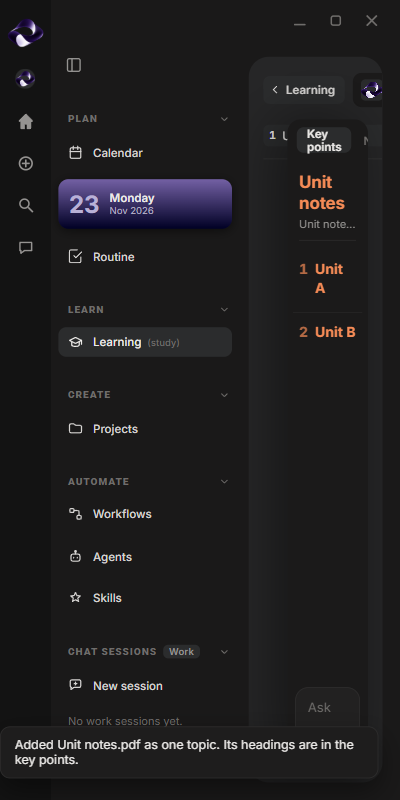 PLAN
Calendar
23 Monday
Nov 2026
Routine
LEARN
Learning (study)
CREATE
Projects
AUTOMATE
Workflows
Agents
Skills
CHAT SESSIONS Work
New session
No work sessions yet.
Learning
1
Key
points
Unit
notes
Unit note...
1 Unit
A
2 Unit B
Ask
Added Unit notes.pdf as one topic. Its headings are in the
key points.